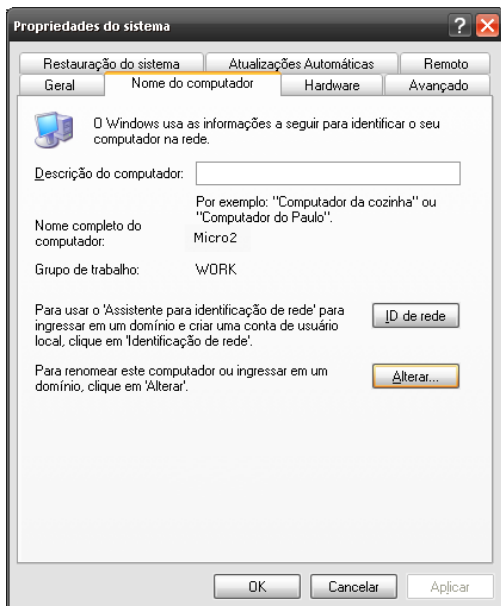 Propriedades do sistema
Restauração do sistema
Atualizações Automáticas
Remoto
Geral
Nome do computador
Hardware
Avançado
O Windows usa as informações a seguir para identificar o seu
computador na rede.
Descrição do computador:
Por exemplo: "Computador da cozinha" ou
"Computador do Paulo".
Nome completo do
computador:
Micro2
Grupo de trabalho:
WORK
Para usar o 'Assistente para identificação de rede' para
ingressar em um domínio e criar uma conta de usuário
local, clique em 'Identificação de rede'.
ID de rede
Para renomear este computador ou ingressar em um
domínio, clique em 'Alterar'.
Alterar...
OK
Cancelar
Aplicar